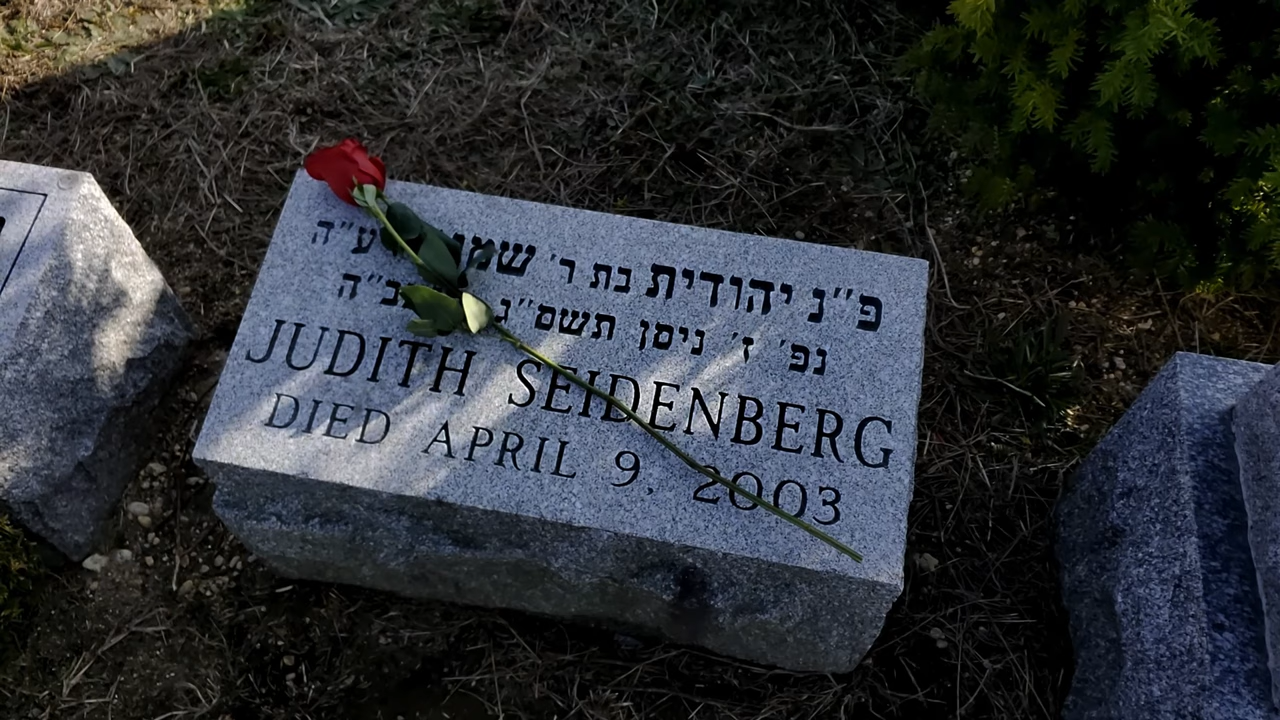 פ״נ יהודית בת ר׳ ע״ה
נפ׳ ז׳ ניסן תשס״ג
JUDITH SEIDENBERG
DIED APRIL 9, 2003